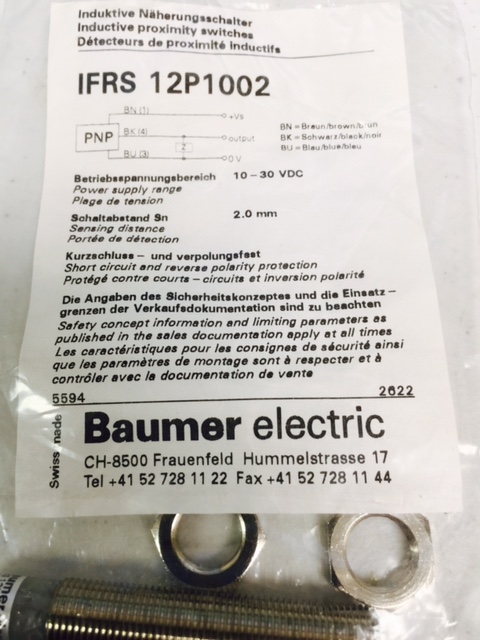 Induktive Näherungsschalter
Inductive proximity switches
Détecteurs de proximité inductifs
IFRS 12P1002
BN (1)
+Vs
PNP
BK (4)
output
Z
BU (3)
0 V
BN = Braun/brown/brun
BK = Schwarz/black/noir
BU = Blau/blue/bleu
Betriebsspannungsbereich 10 – 30 VDC
Power supply range
Plage de tension
Schaltabstand Sn 2.0 mm
Sensing distance
Portée de détection
Kurzschluss – und verpolungsfest
Short circuit and reverse polarity protection
Protégé contre courts – circuits et inversion polarité
Die Angaben des Sicherheitskonzeptes und die Einsatz –
grenzen der Verkaufsdokumentation sind zu beachten
Safety concept information and limiting parameters as
published in the sales documentation apply at all times
Les caractéristiques pour les consignes de sécurité ainsi
que les paramètres de montage sont à respecter et à
contrôler avec la documentation de vente
5594 2622
Swiss made
Baumer electric
CH-8500 Frauenfeld Hummelstrasse 17
Tel +41 52 728 11 22 Fax +41 52 728 11 44